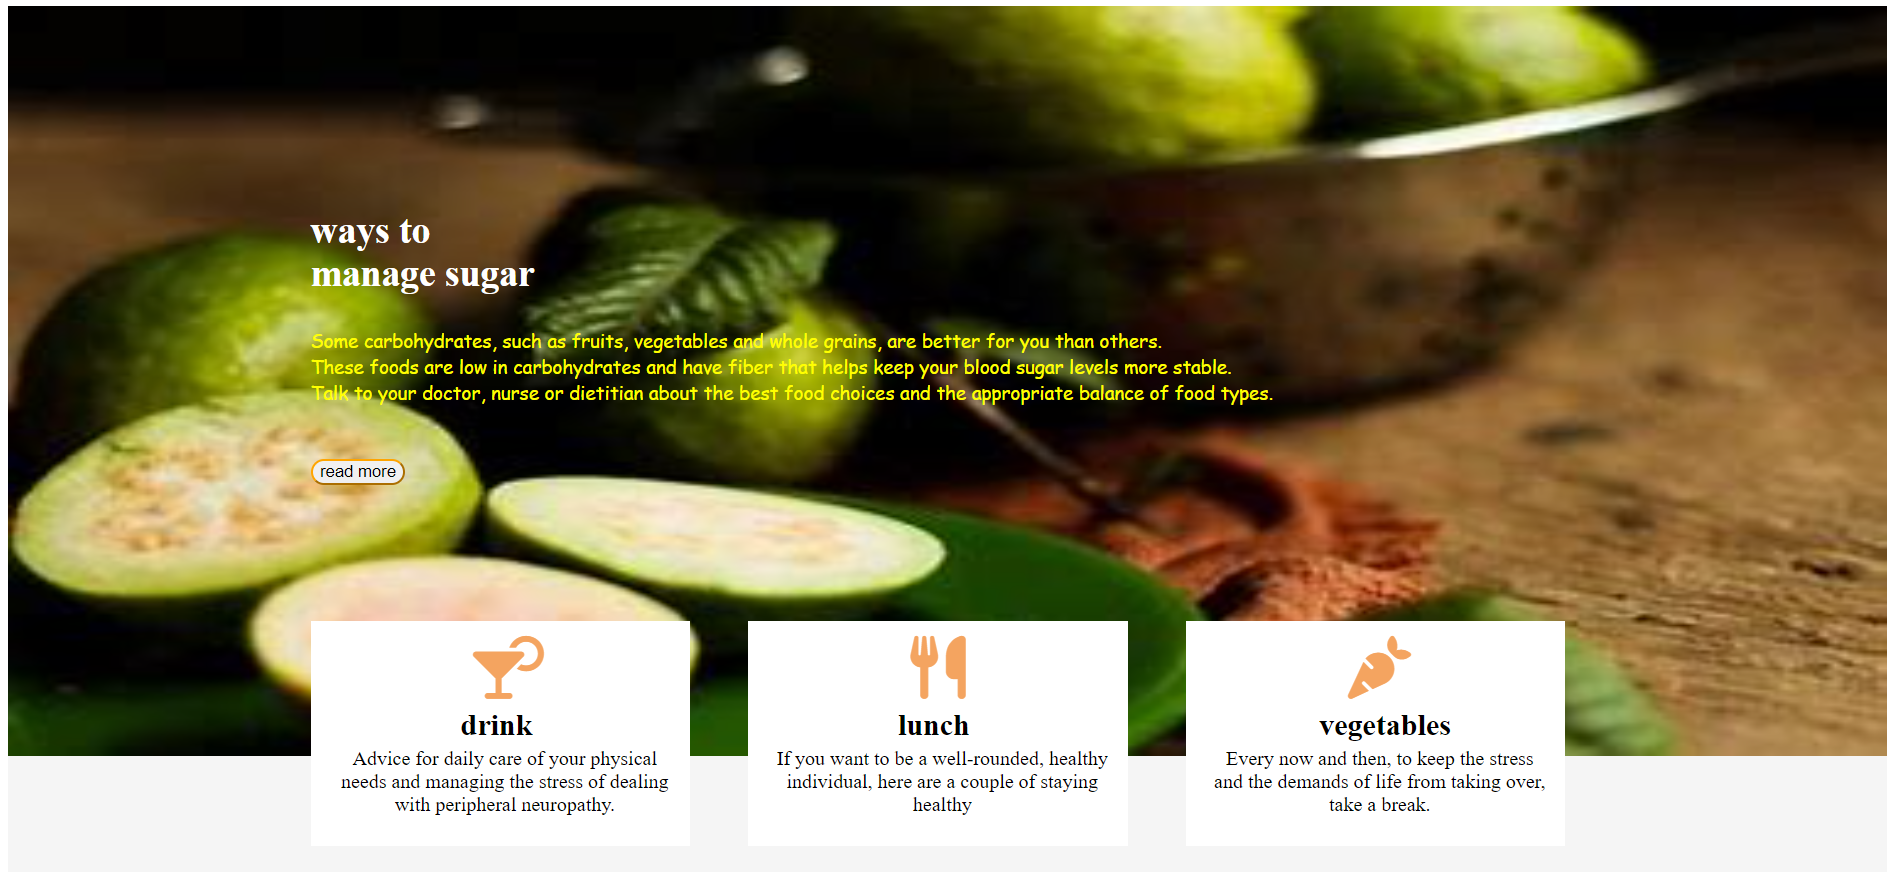 ways to
manage sugar
Some carbohydrates, such as fruits, vegetables and whole grains, are better for you than others.
These foods are low in carbohydrates and have fiber that helps keep your blood sugar levels more stable.
Talk to your doctor, nurse or dietitian about the best food choices and the appropriate balance of food types.
read more
drink
Advice for daily care of your physical
needs and managing the stress of dealing
with peripheral neuropathy.
lunch
If you want to be a well-rounded, healthy
individual, here are a couple of staying
healthy
vegetables
Every now and then, to keep the stress
and the demands of life from taking over,
take a break.